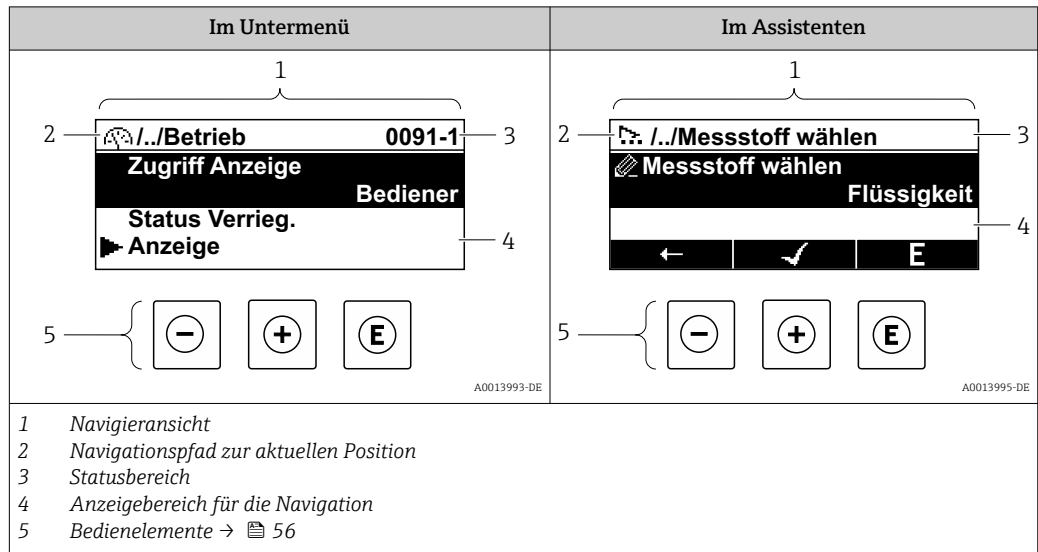 Im Untermenü
Im Assistenten
1
2
/../Betrieb 0091-1
3
Zugriff Anzeige
Bediener
Status Verrieg.
Anzeige
4
5
− + E
A0013993-DE
1
2
/../Messstoff wählen
3
Messstoff wählen
Flüssigkeit
4
← ✓ E
5
− + E
A0013995-DE
1 Navigieransicht
2 Navigationspfad zur aktuellen Position
3 Statusbereich
4 Anzeigebereich für die Navigation
5 Bedienelemente → 56